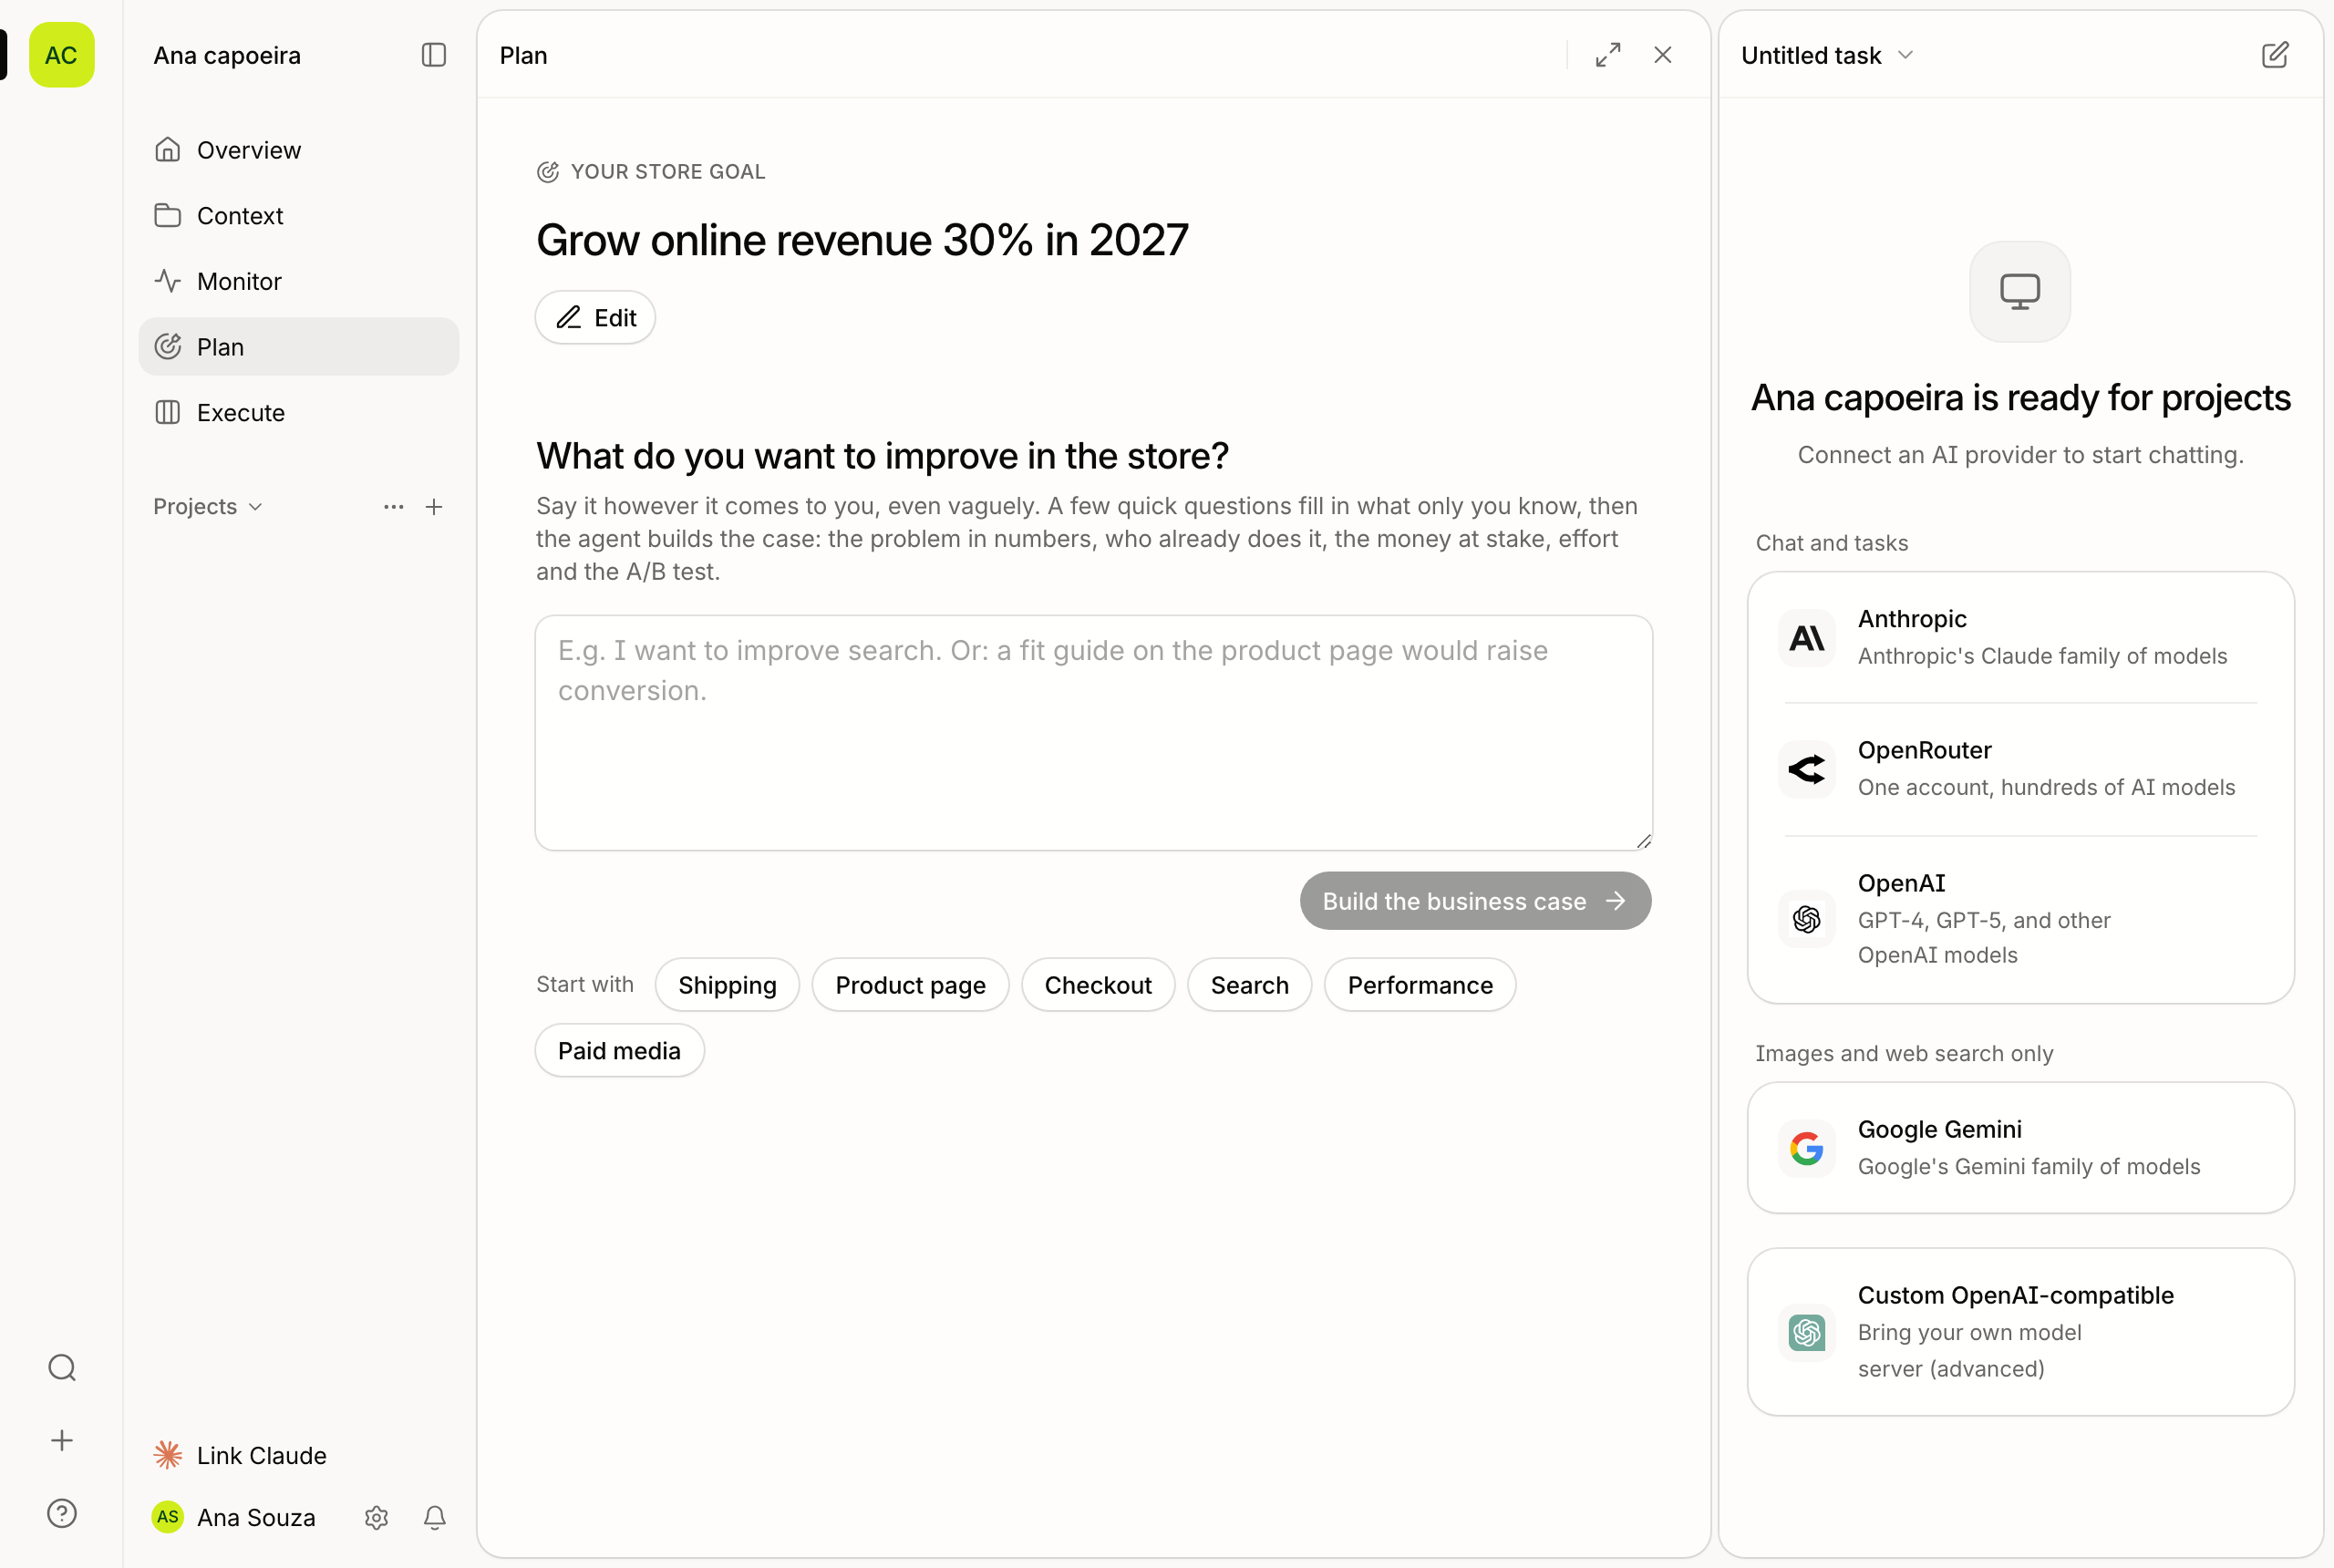 AC
Ana capoeira
Overview
Context
Monitor
Plan
Execute
Projects
Link Claude
AS
Ana Souza
Plan
YOUR STORE GOAL
Grow online revenue 30% in 2027
Edit
What do you want to improve in the store?
Say it however it comes to you, even vaguely. A few quick questions fill in what only you know, then
the agent builds the case: the problem in numbers, who already does it, the money at stake, effort
and the A/B test.
E.g. I want to improve search. Or: a fit guide on the product page would raise
conversion.
Build the business case
Start with
Shipping
Product page
Checkout
Search
Performance
Paid media
Untitled task
Ana capoeira is ready for projects
Connect an AI provider to start chatting.
Chat and tasks
Anthropic
Anthropic's Claude family of models
OpenRouter
One account, hundreds of AI models
OpenAI
GPT-4, GPT-5, and other
OpenAI models
Images and web search only
Google Gemini
Google's Gemini family of models
Custom OpenAI-compatible
Bring your own model
server (advanced)